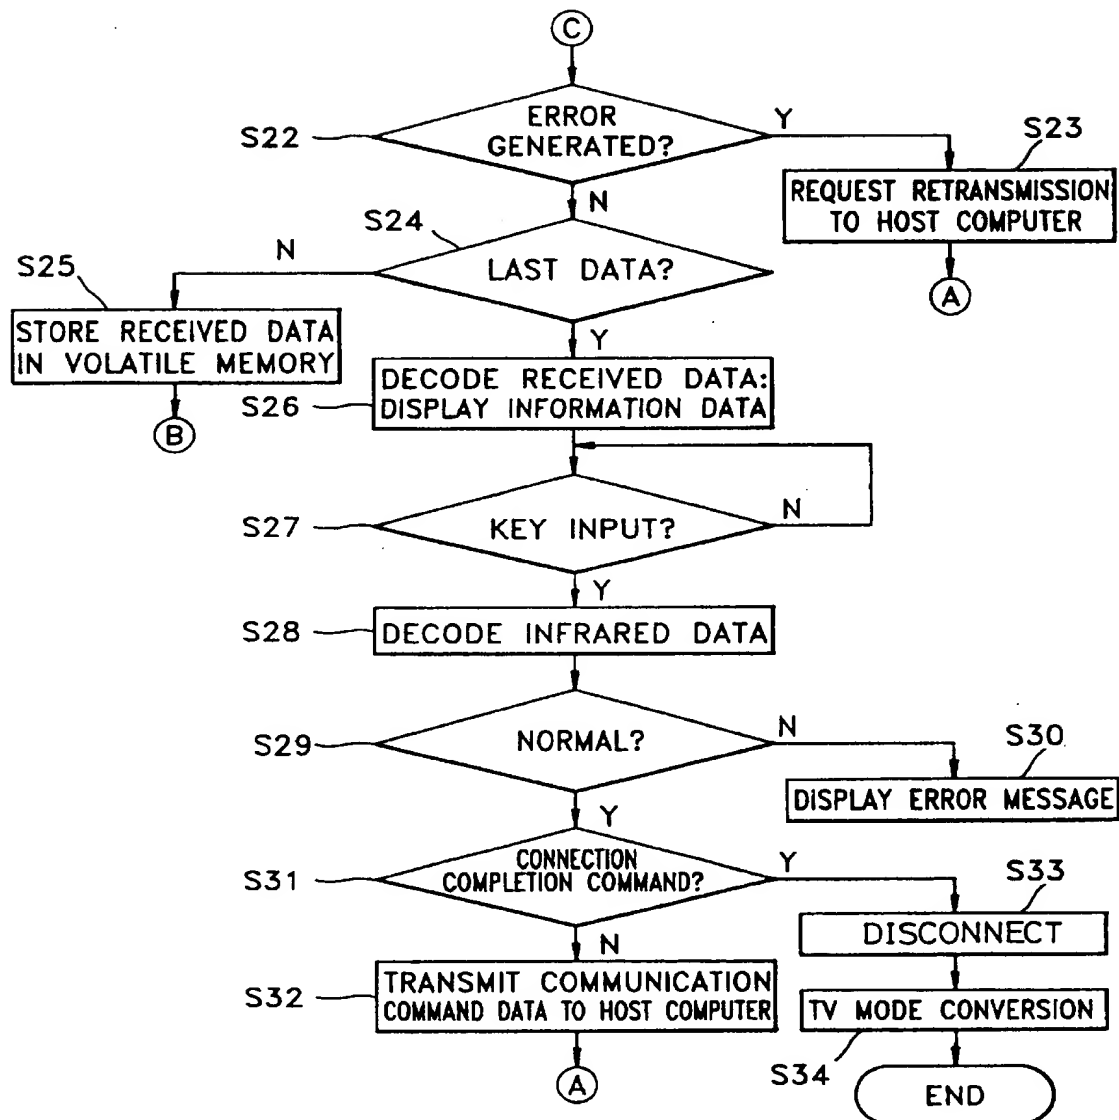 C
ERROR
GENERATED?
S22
Y
S23
REQUEST RETRANSMISSION
TO HOST COMPUTER
A
N
S24
LAST DATA?
N
S25
STORE RECEIVED DATA
IN VOLATILE MEMORY
B
Y
DECODE RECEIVED DATA:
DISPLAY INFORMATION DATA
S26
KEY INPUT?
S27
N
Y
S28
DECODE INFRARED DATA
S29
NORMAL?
N
S30
DISPLAY ERROR MESSAGE
Y
CONNECTION
COMPLETION COMMAND?
S31
Y
S33
DISCONNECT
N
TRANSMIT COMMUNICATION
COMMAND DATA TO HOST COMPUTER
S32
A
TV MODE CONVERSION
S34
END